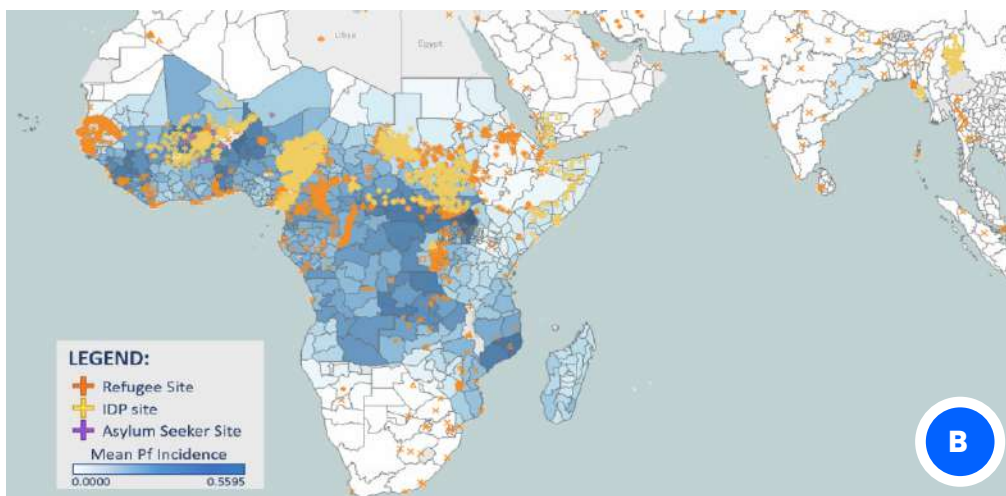 Libya
Egypt
LEGEND:
Refugee Site
IDP site
Asylum Seeker Site
Mean Pf Incidence
0.0000 0.5595
B